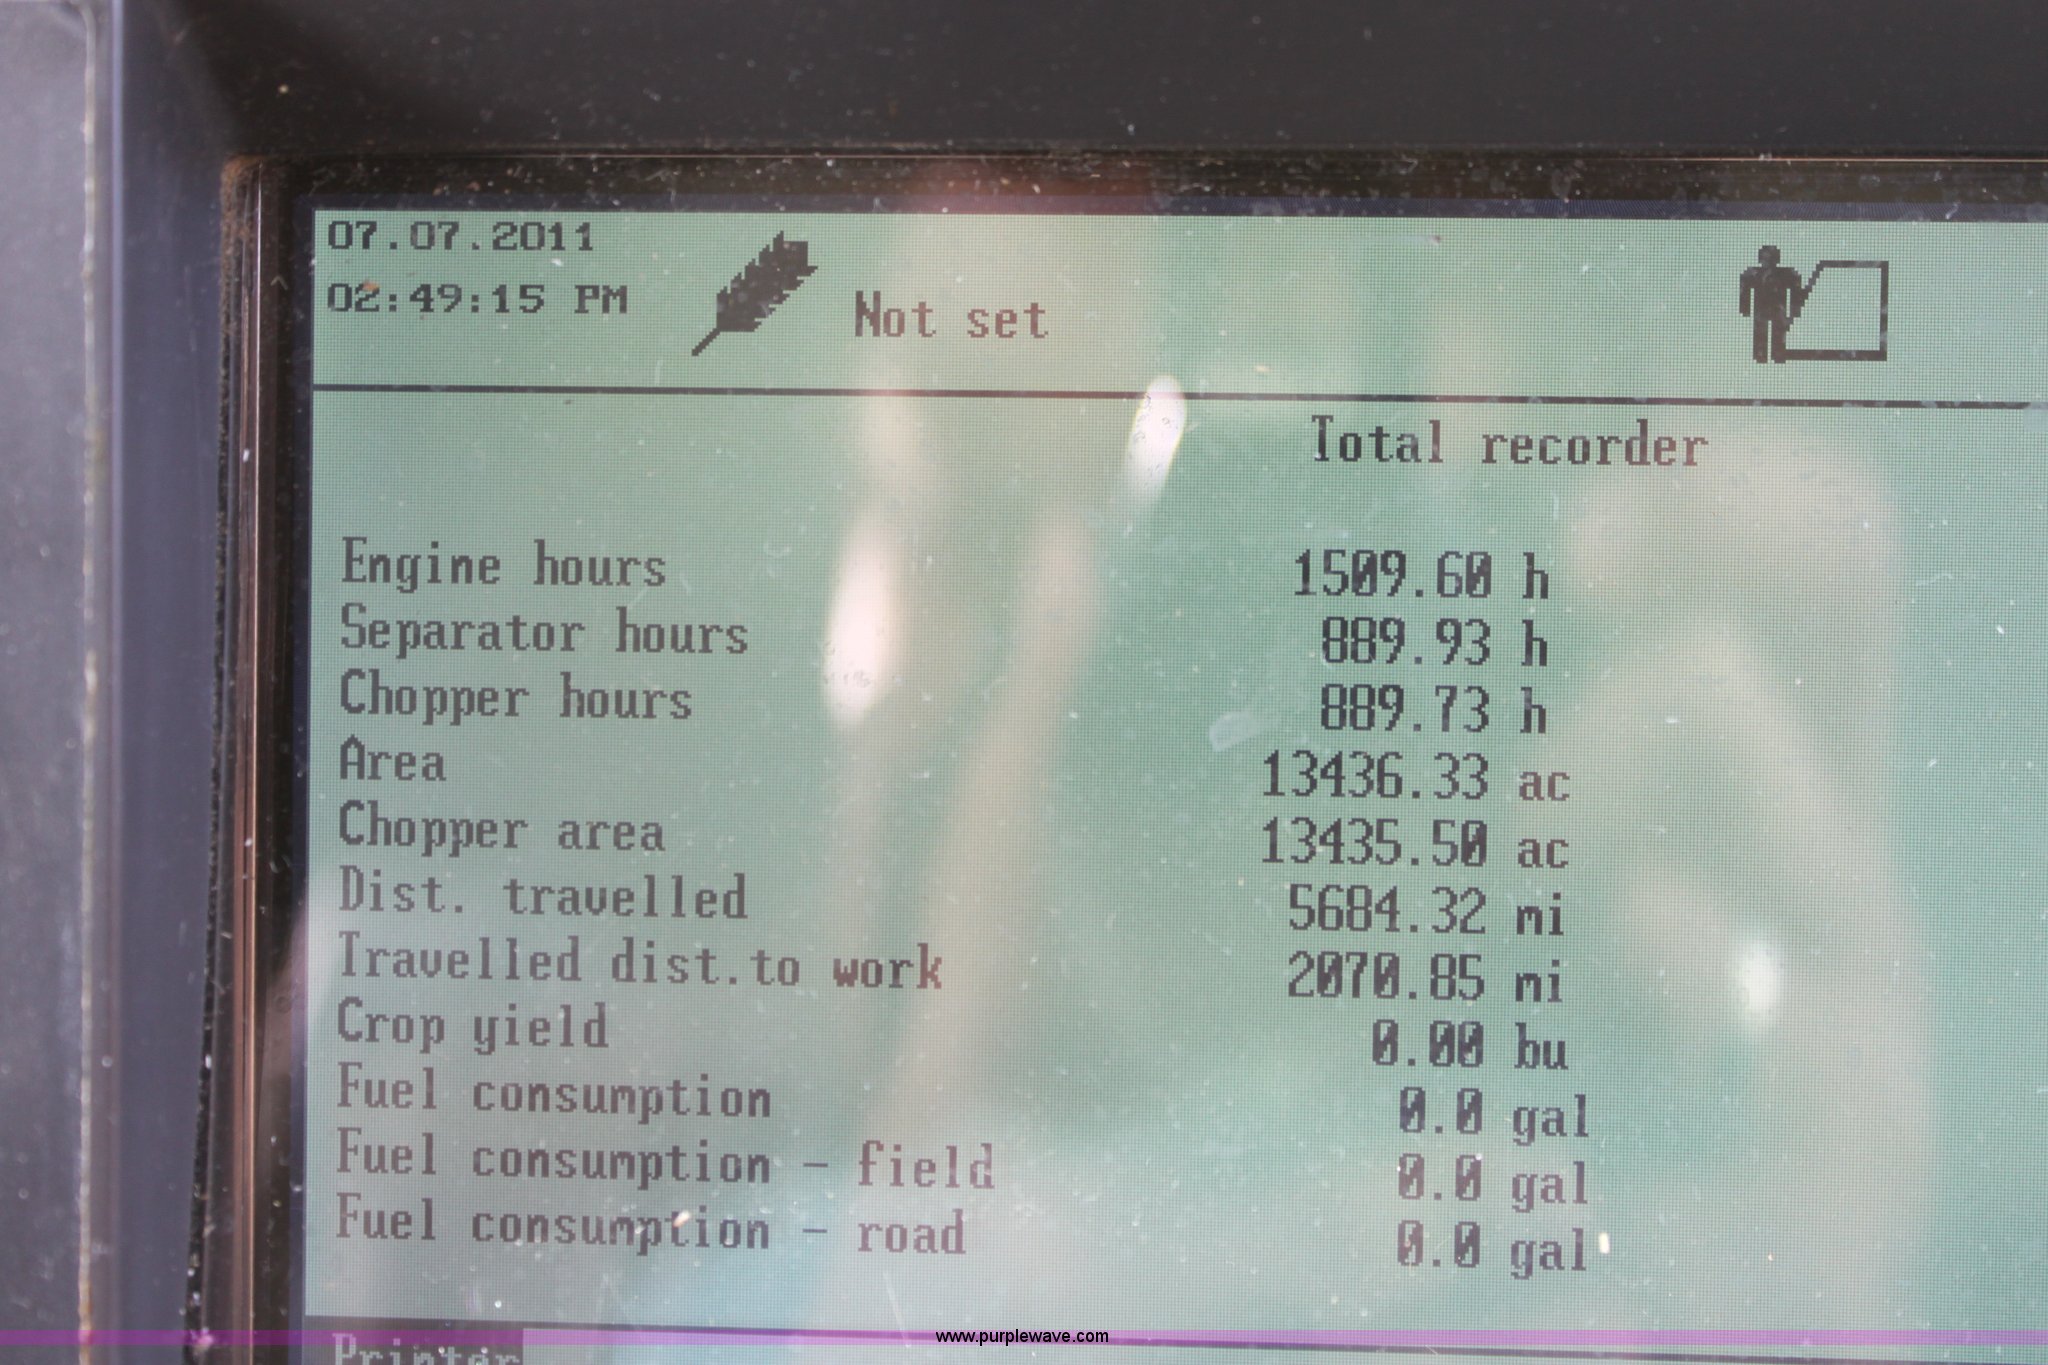 07.07.2011
02:49:15 PM
Not set
Total recorder
Engine hours 1509.60 h
Separator hours 889.93 h
Chopper hours 889.73 h
Area 13436.33 ac
Chopper area 13435.50 ac
Dist. travelled 5684.32 mi
Travelled dist.to work 2070.85 mi
Crop yield 0.00 bu
Fuel consumption 0.0 gal
Fuel consumption - field 0.0 gal
Fuel consumption - road 0.0 gal
www.purplewave.com
Printer